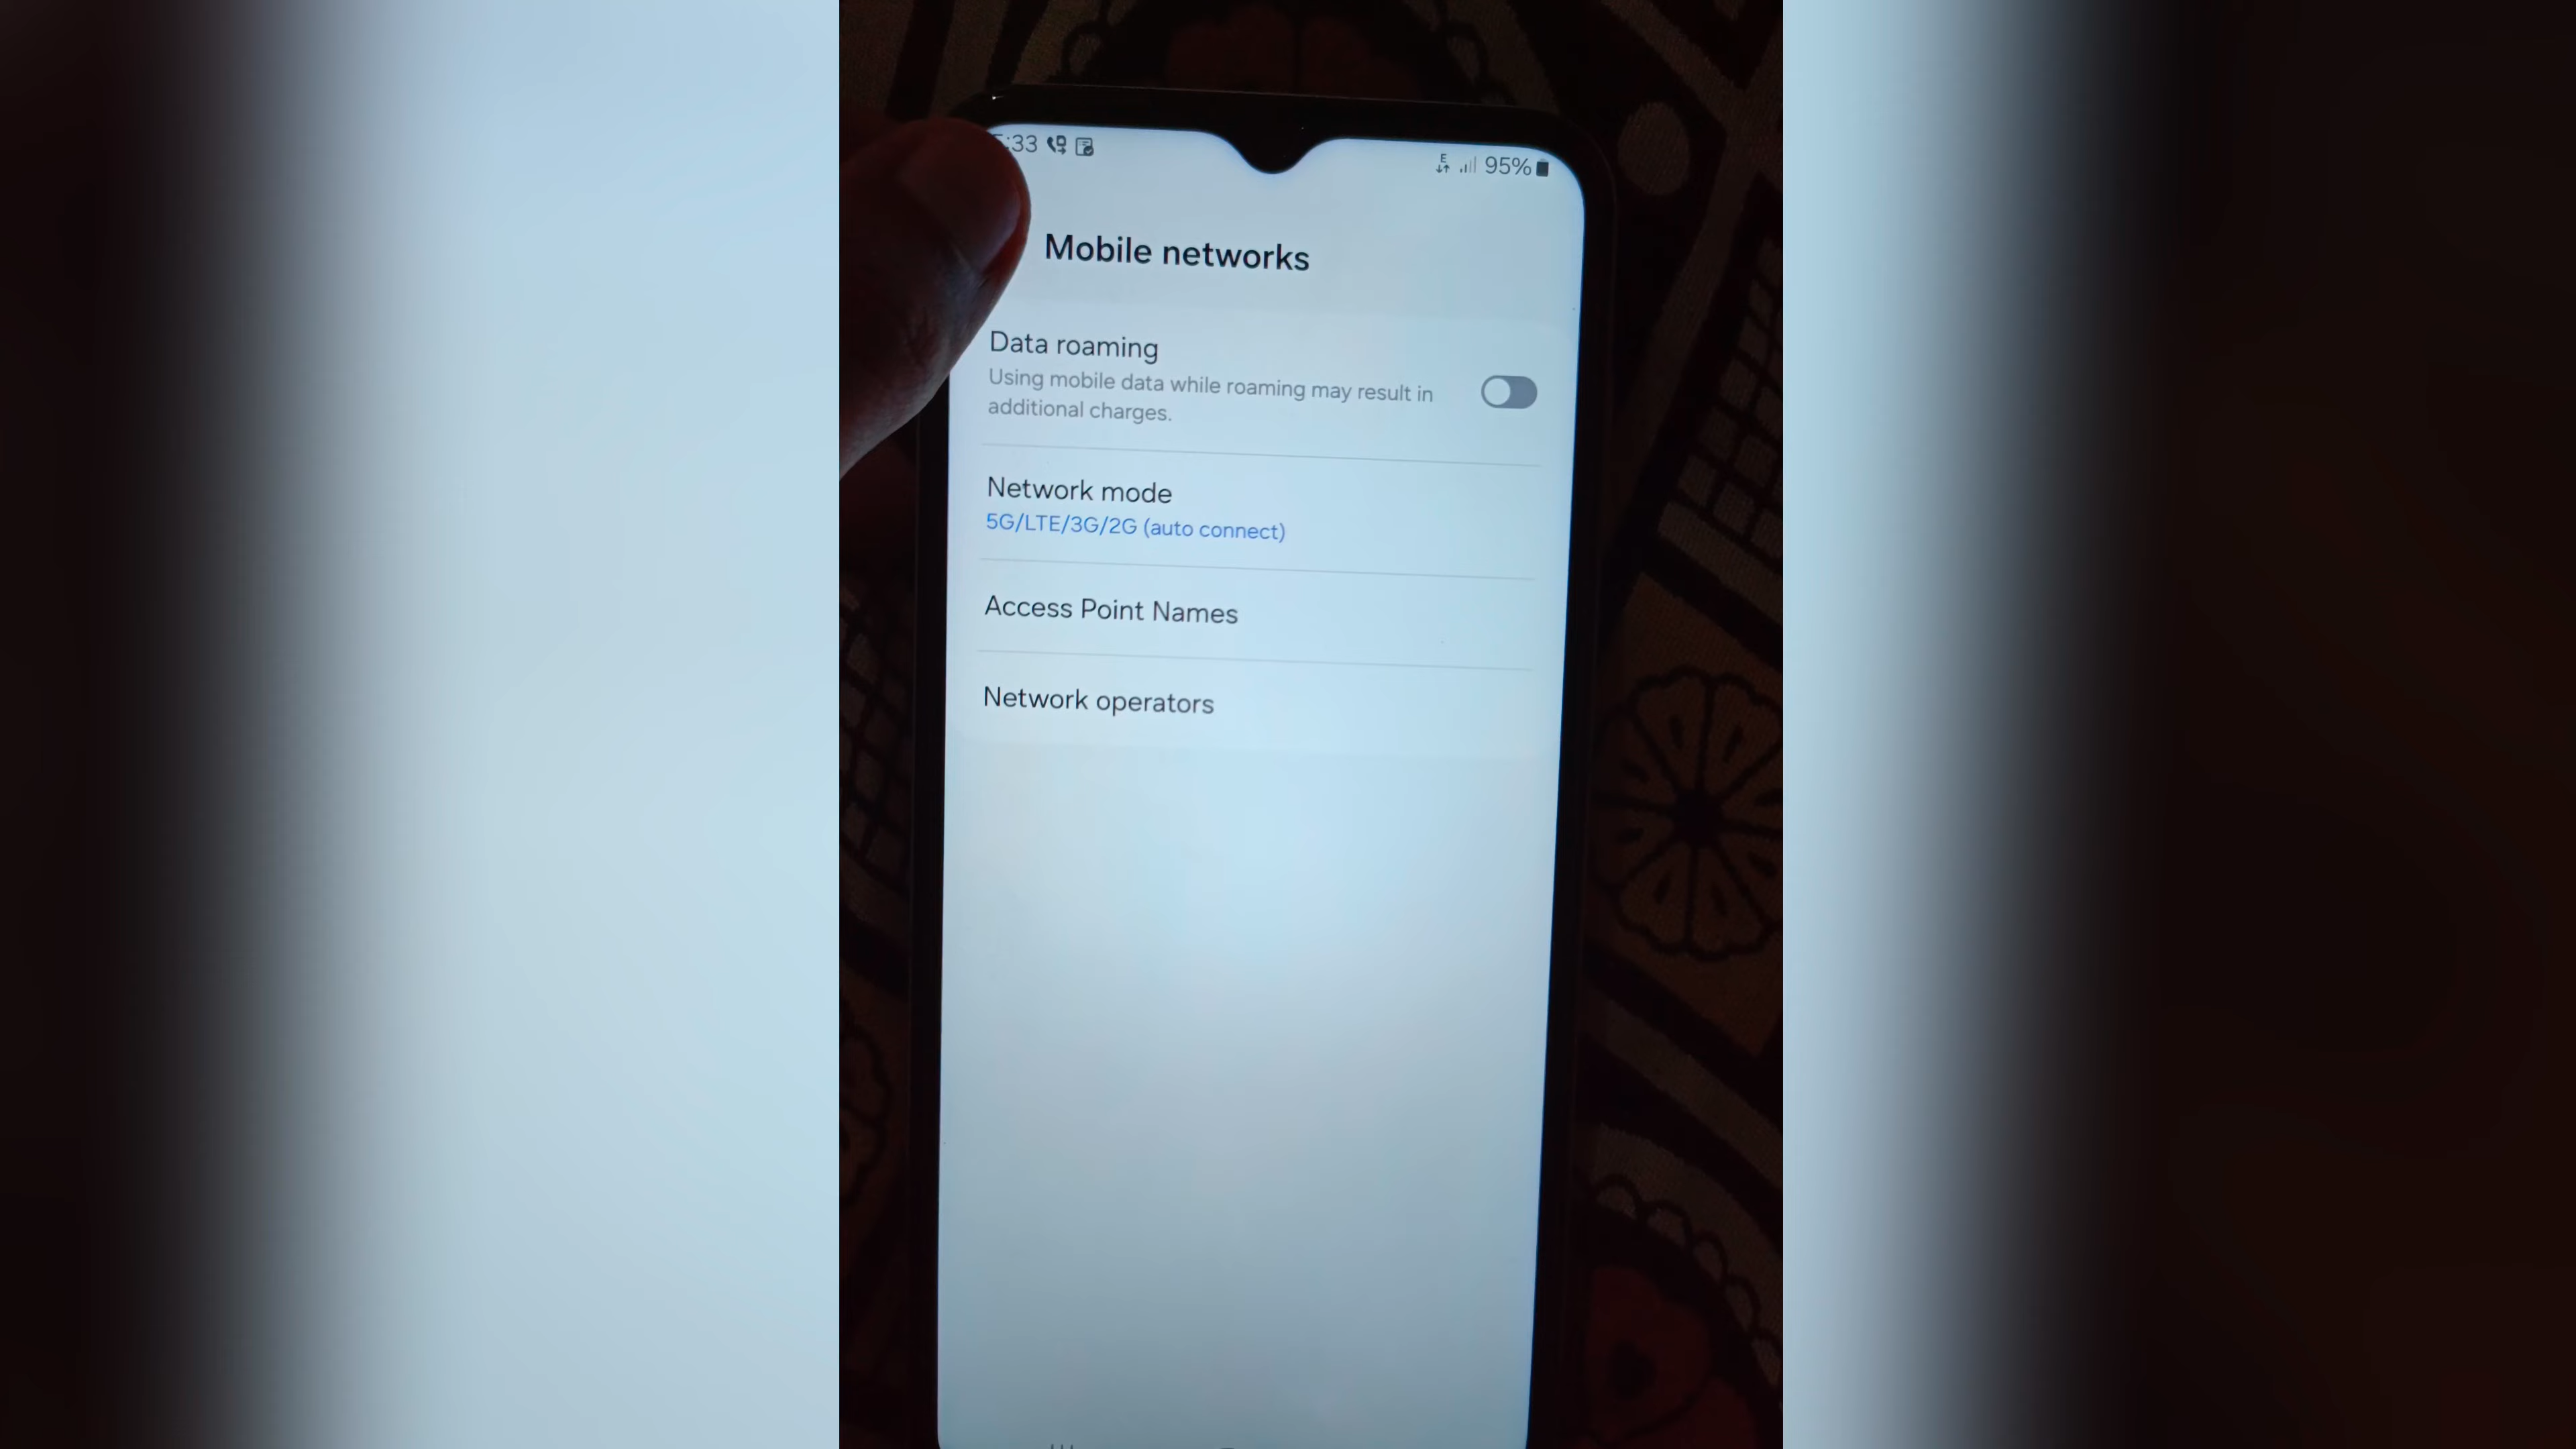 :33
E
95%
Mobile networks
Data roaming
Using mobile data while roaming may result in
additional charges.
Network mode
5G/LTE/3G/2G (auto connect)
Access Point Names
Network operators